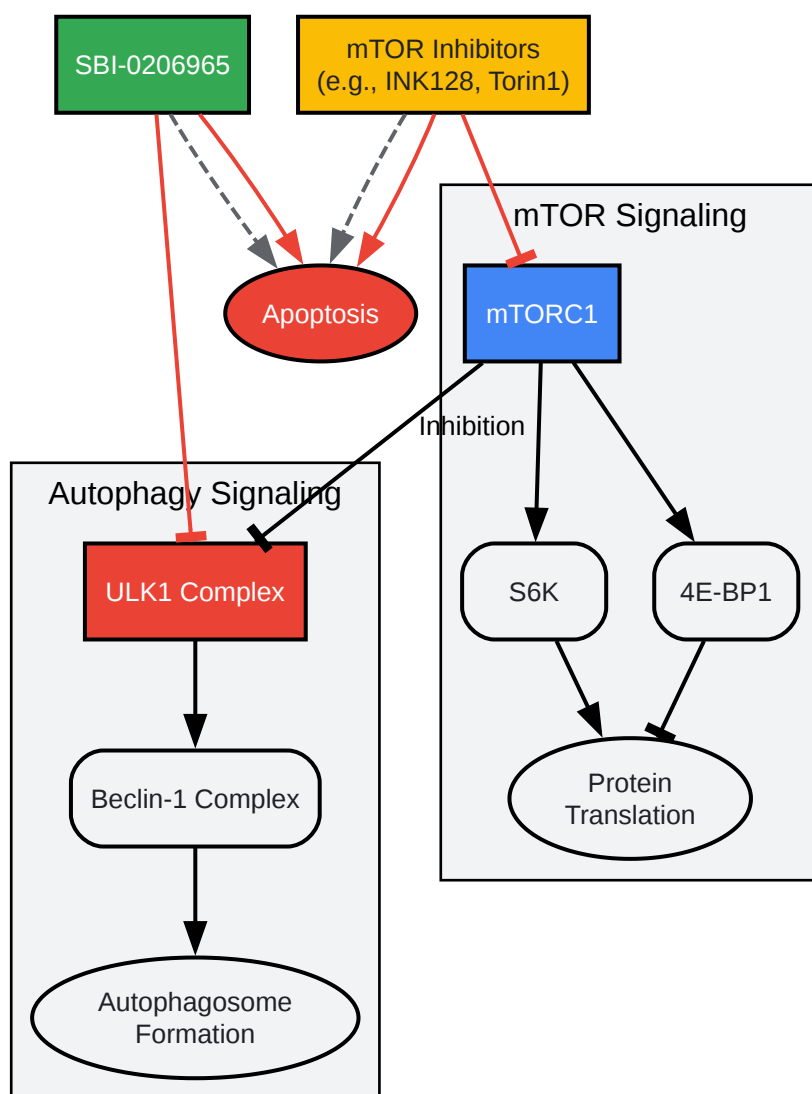 SBI-0206965
mTOR Inhibitors
(e.g., INK128, Torin1)
mTOR Signaling
Apoptosis
mTORC1
Inhibition
Autophagy Signaling
ULK1 Complex
S6K
4E-BP1
Beclin-1 Complex
Protein
Translation
Autophagosome
Formation